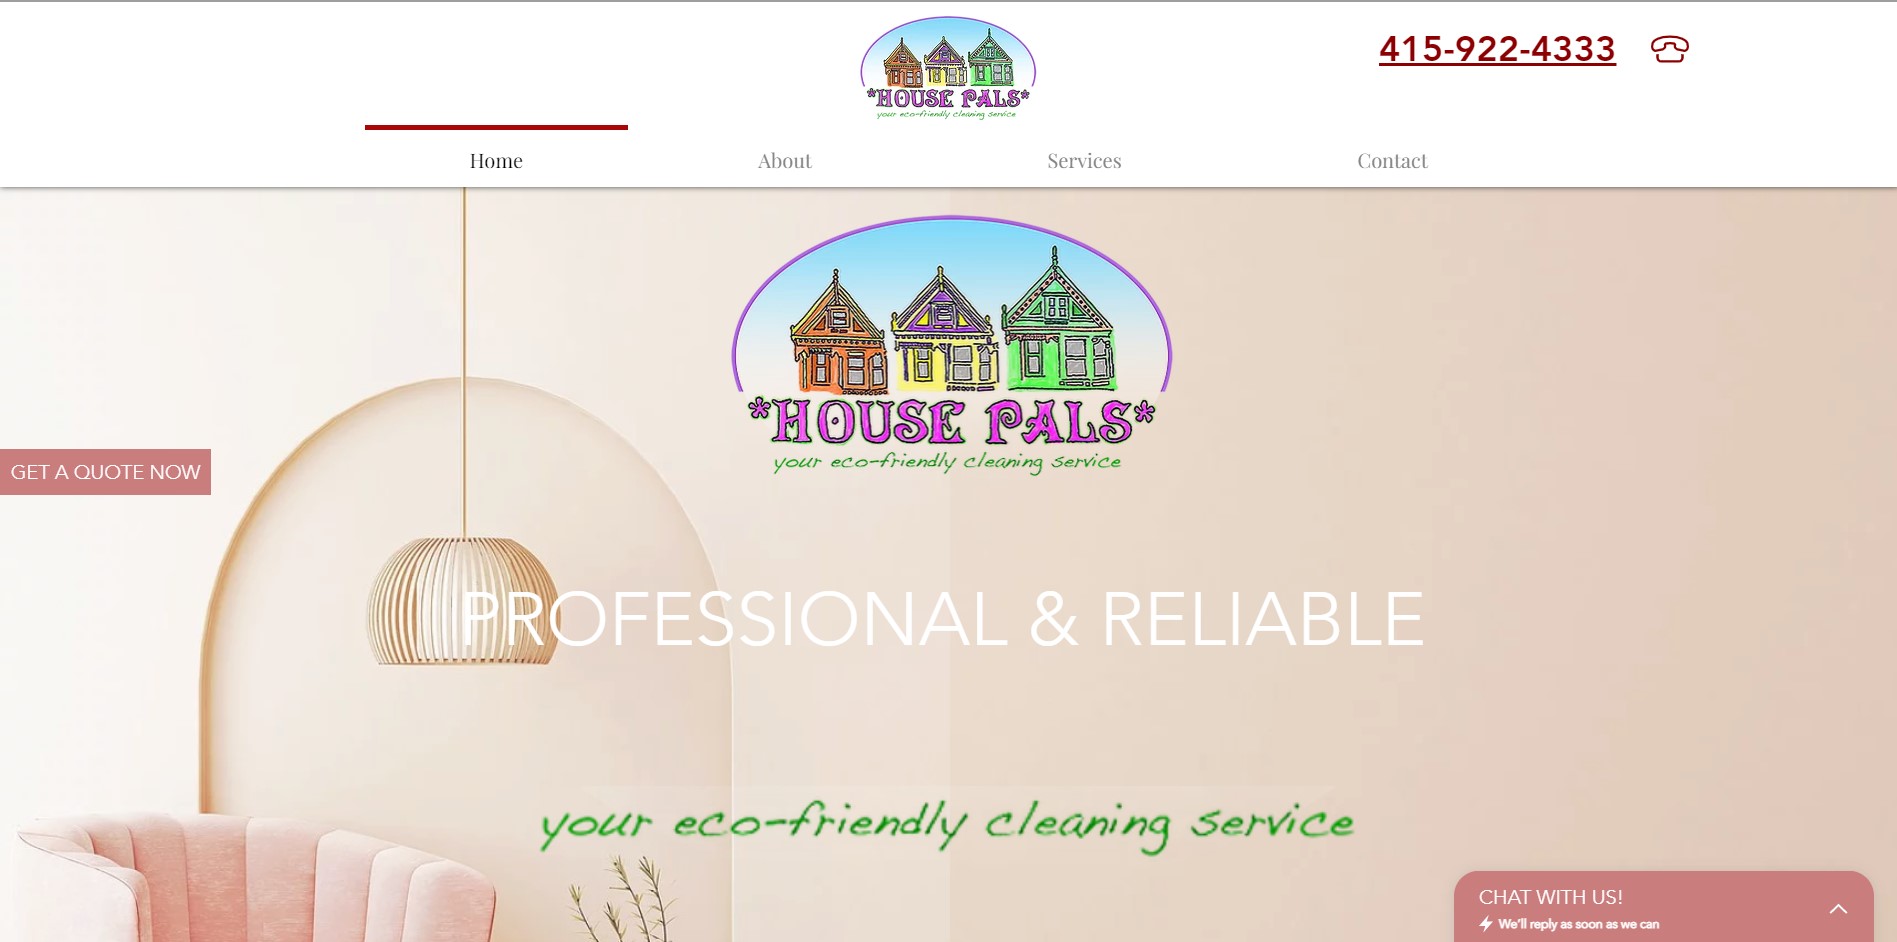 *HOUSE PALS*
your eco-friendly cleaning service
415-922-4333
Home
About
Services
Contact
*HOUSE PALS*
your eco-friendly cleaning service
GET A QUOTE NOW
PROFESSIONAL & RELIABLE
your eco-friendly cleaning service
CHAT WITH US!
We'll reply as soon as we can